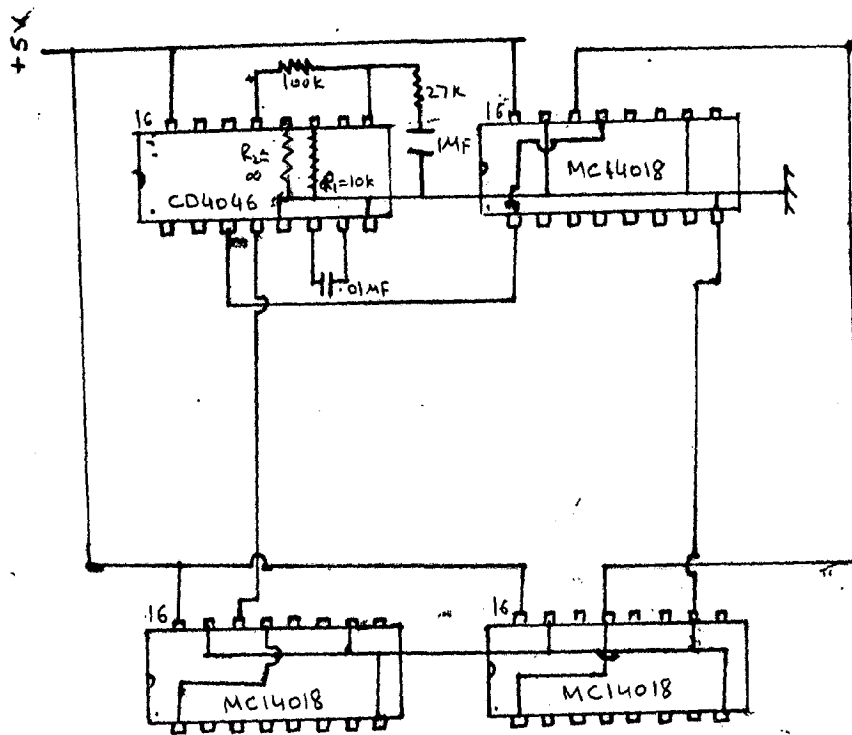 +5V
100K
27K
1MF
16
R2=
∞
R1=10K
CD4046
16
MC14018
.01MF
16
MC14018
16
MC14018